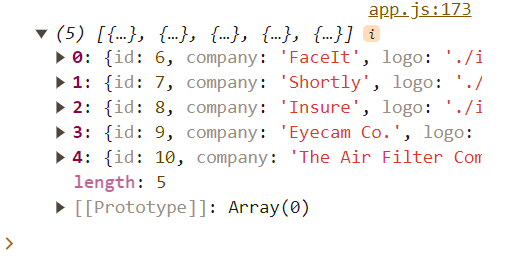 app.js:173
▼ (5) [{…}, {…}, {…}, {…}, {…}] i
▶ 0: {id: 6, company: 'FaceIt', logo: './i
▶ 1: {id: 7, company: 'Shortly', logo: './i
▶ 2: {id: 8, company: 'Insure', logo: './i
▶ 3: {id: 9, company: 'Eyecam Co.', logo:
▶ 4: {id: 10, company: 'The Air Filter Com
length: 5
▶ [[Prototype]]: Array(0)
>